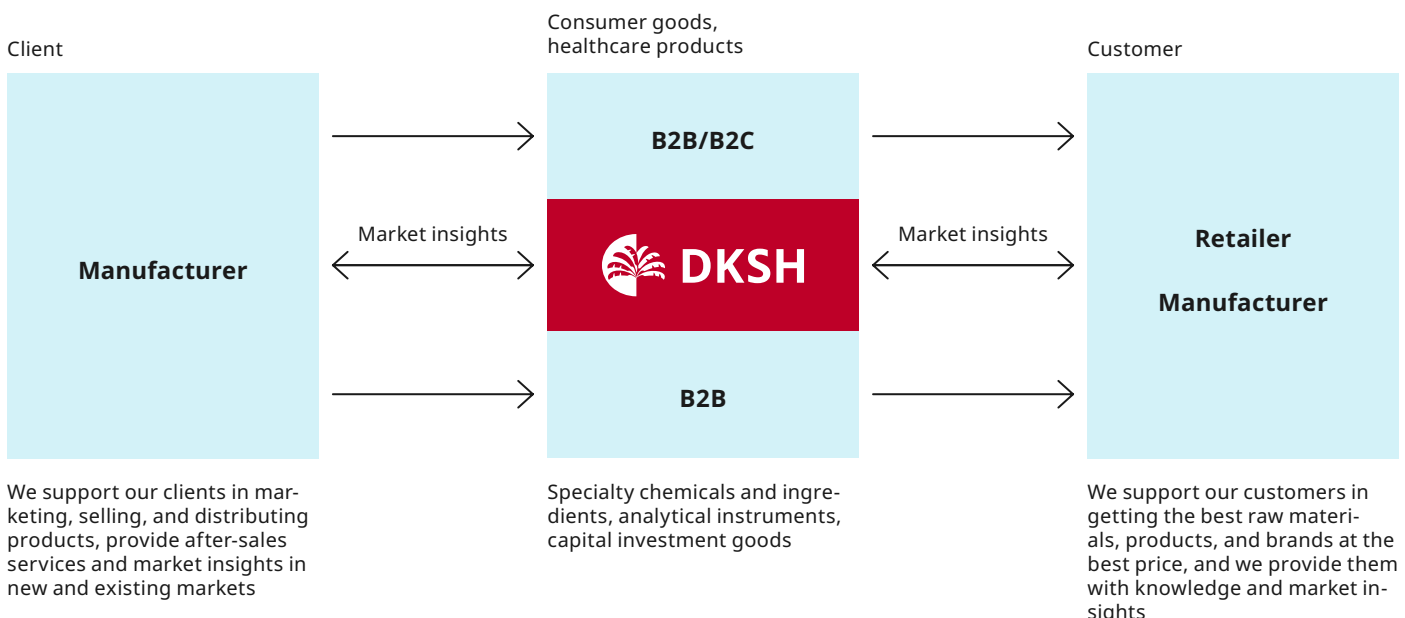 Client
Manufacturer
We support our clients in mar-
keting, selling, and distributing
products, provide after-sales
services and market insights in
new and existing markets
Market insights
Consumer goods,
healthcare products
B2B/B2C
DKSH
B2B
Specialty chemicals and ingre-
dients, analytical instruments,
capital investment goods
Market insights
Customer
Retailer
Manufacturer
We support our customers in
getting the best raw materi-
als, products, and brands at the
best price, and we provide them
with knowledge and market in-
sights